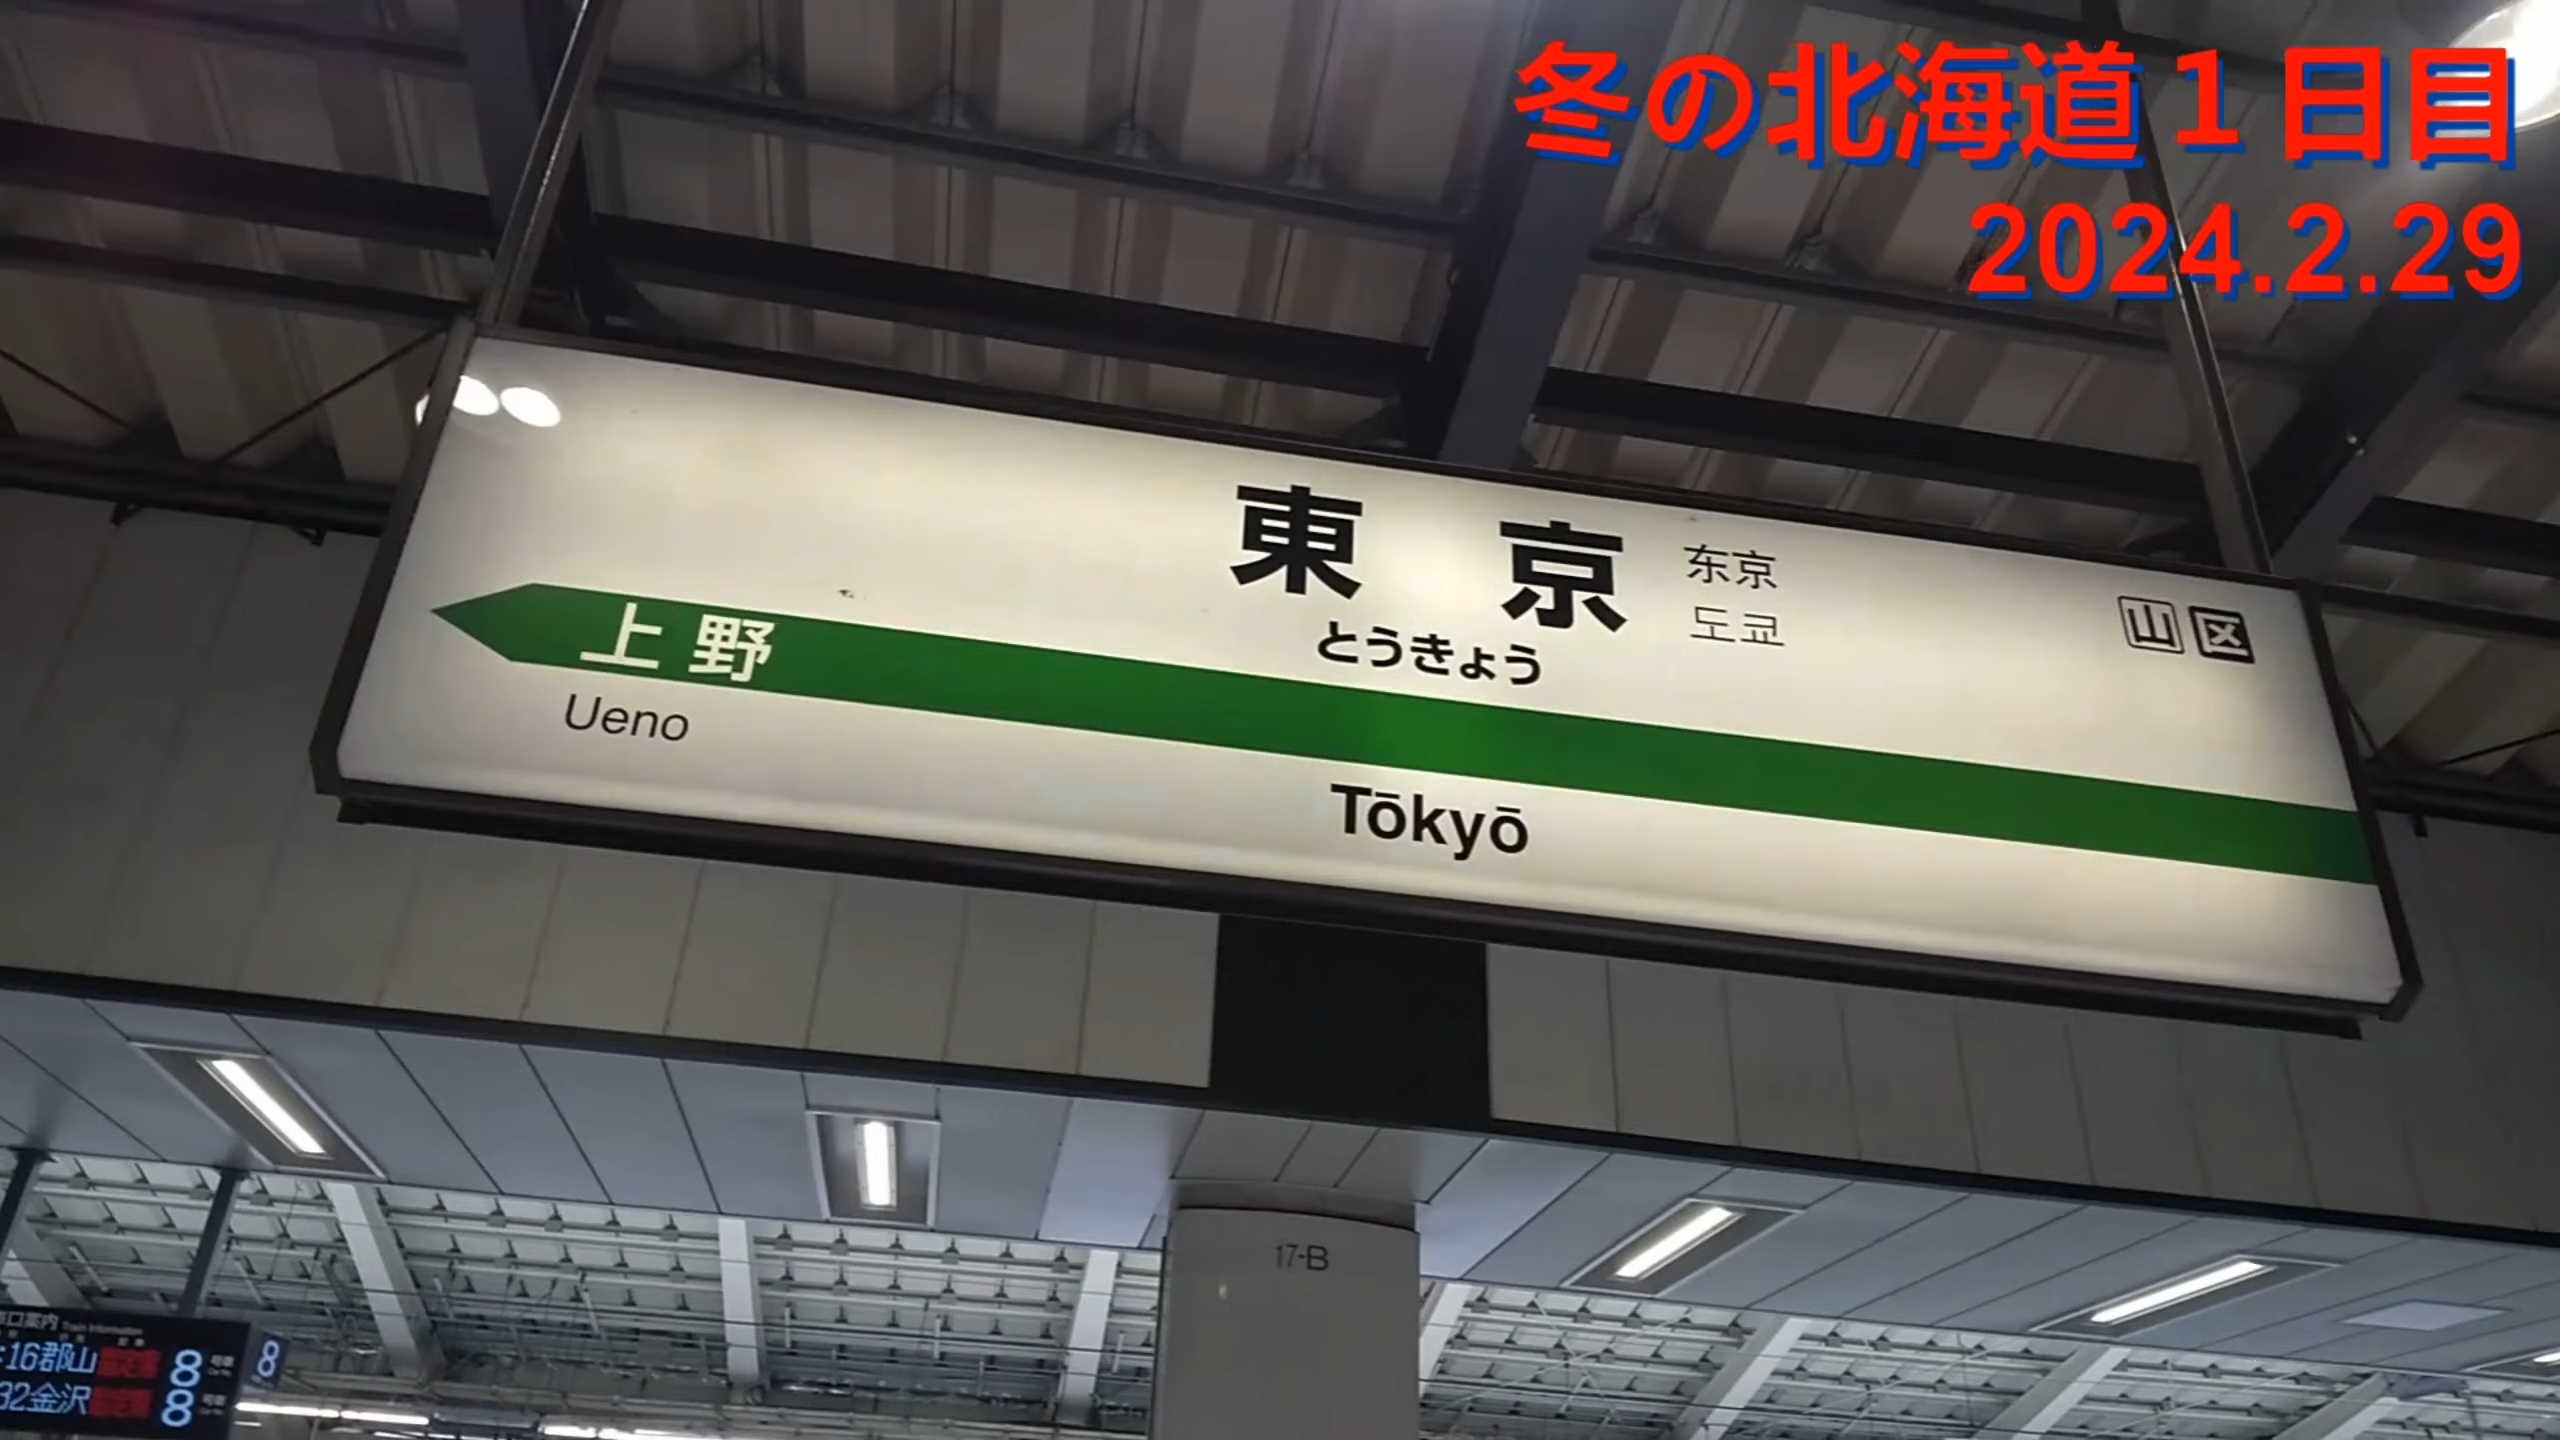 冬の北海道1日目
2024.2.29
東京
东京
도쿄
とうきょう
山区
上野
Ueno
Tōkyō
17-B
Train Information
:16郡山 8
8
32金沢 8